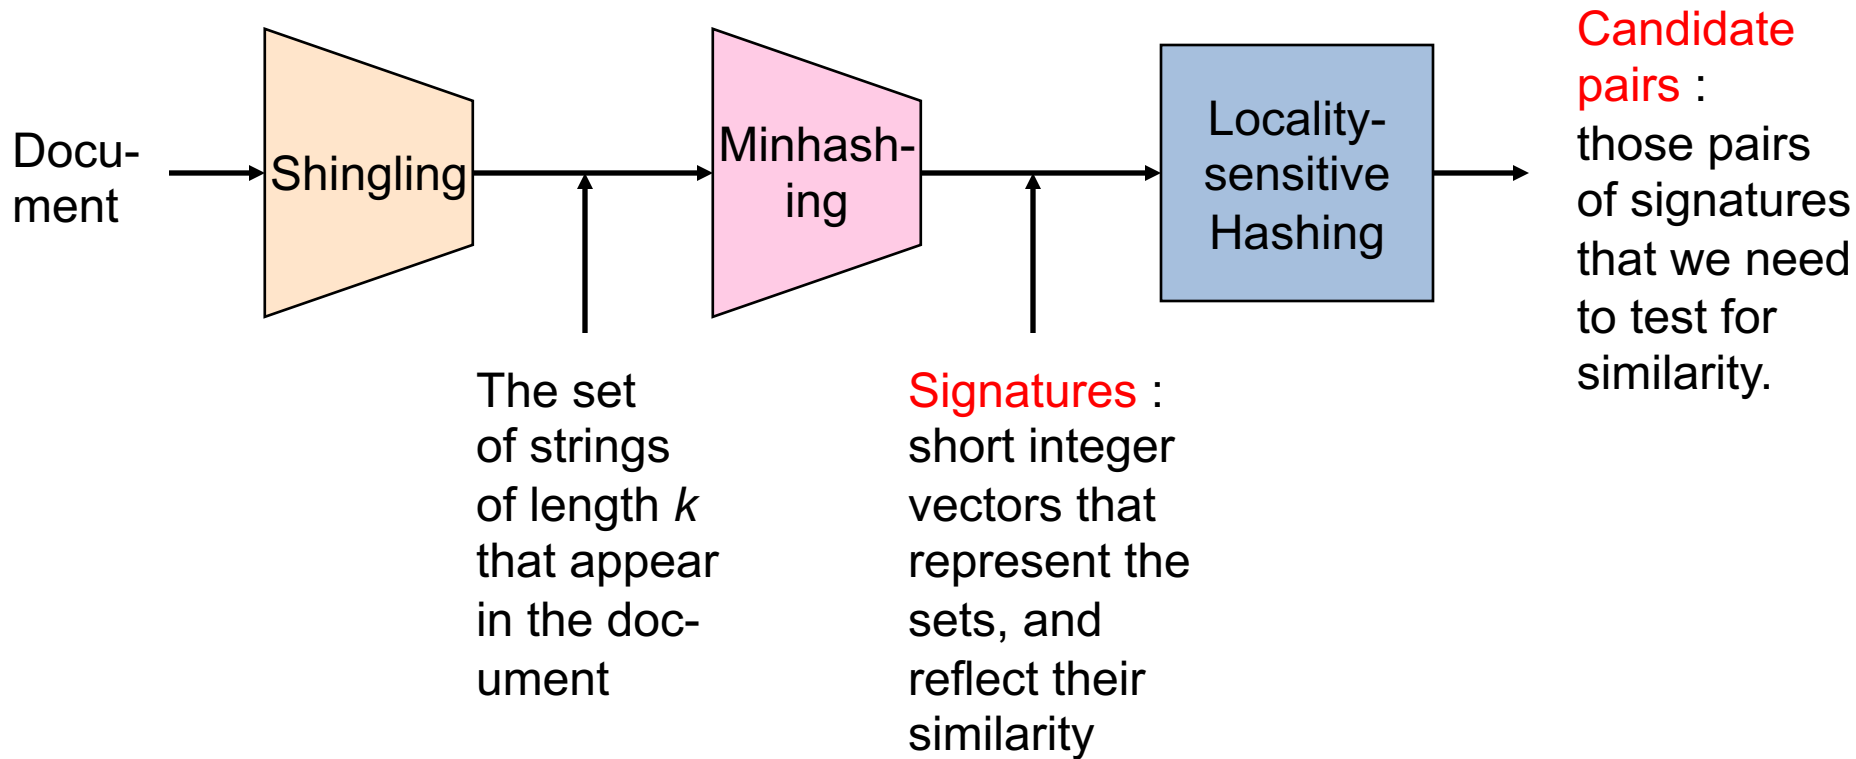 Docu-
ment
Shingling
The set
of strings
of length k
that appear
in the doc-
ument
Minhash-
ing
Signatures :
short integer
vectors that
represent the
sets, and
reflect their
similarity
Locality-
sensitive
Hashing
Candidate
pairs :
those pairs
of signatures
that we need
to test for
similarity.